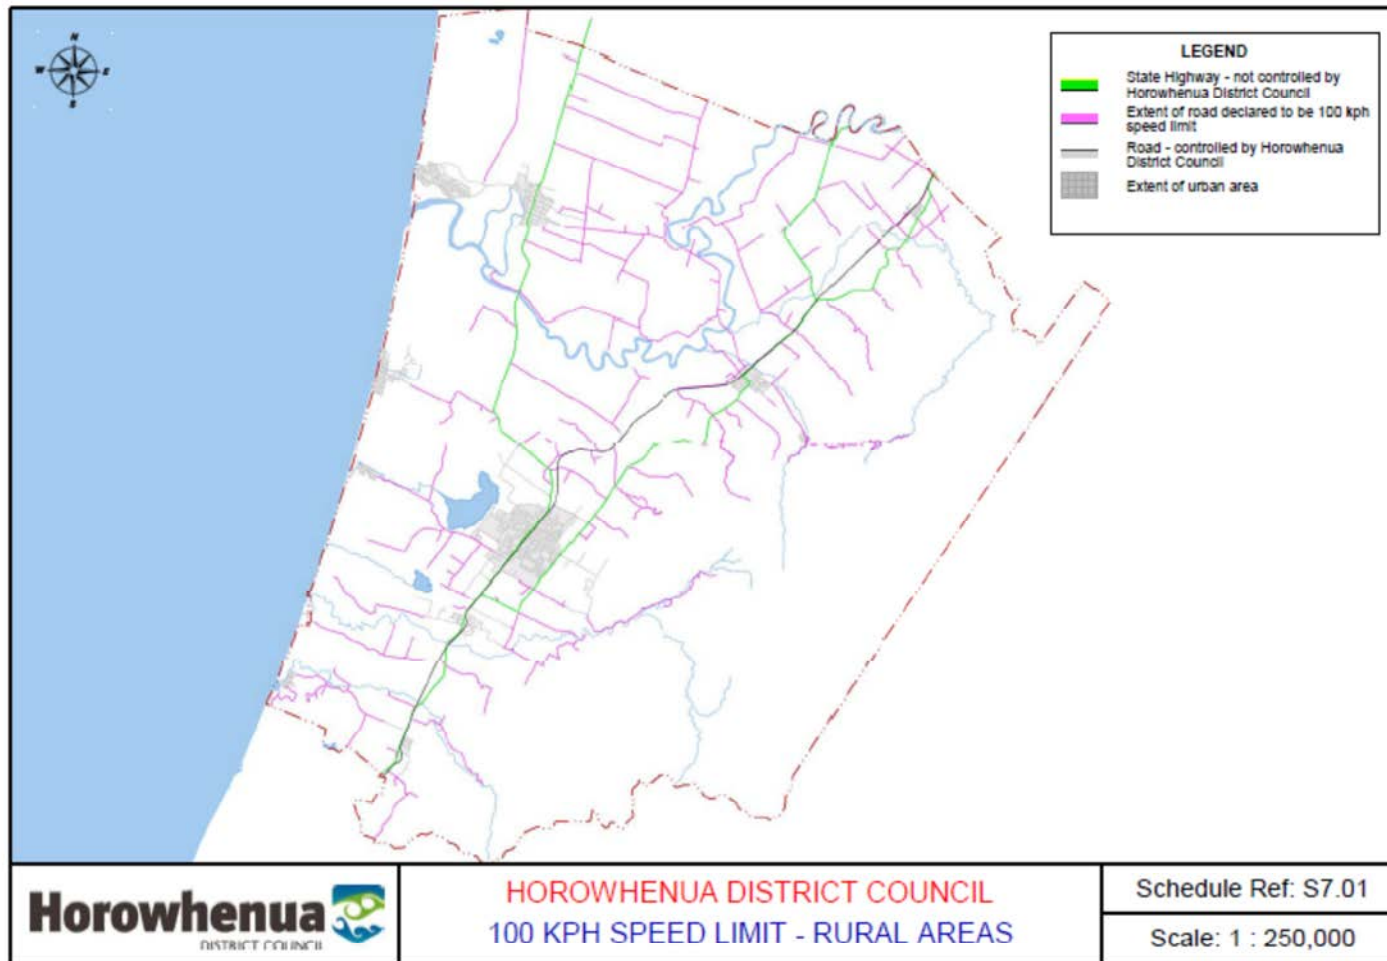 N
W E
S
LEGEND
State Highway - not controlled by
Horowhenua District Council
Extent of road declared to be 100 kph
speed limit
Road - controlled by Horowhenua
District Council
Extent of urban area
Horowhenua
DISTRICT COUNCIL
HOROWHENUA DISTRICT COUNCIL
100 KPH SPEED LIMIT - RURAL AREAS
Schedule Ref: S7.01
Scale: 1 : 250,000